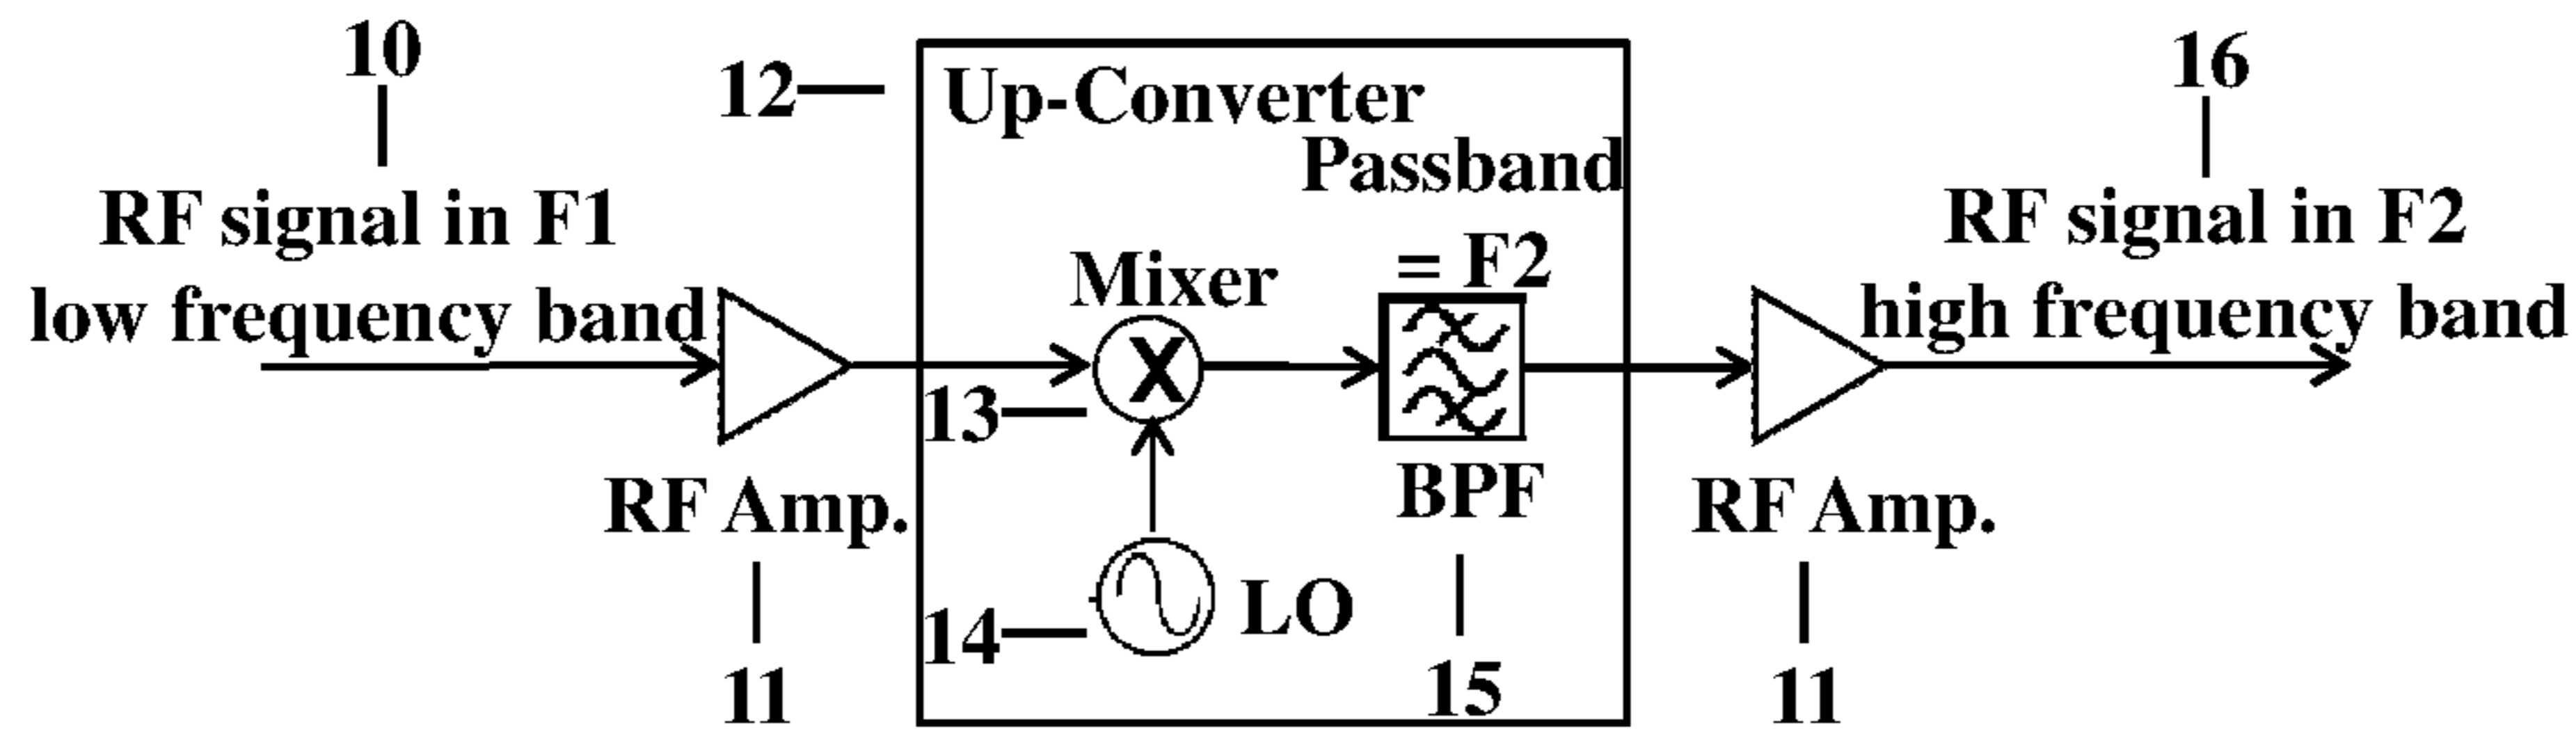 10
16
12
Up-Converter
Passband
= F2
RF signal in F1
low frequency band
Mixer
X
RF signal in F2
high frequency band
13
RF Amp.
BPF
RF Amp.
14
LO
11
15
11